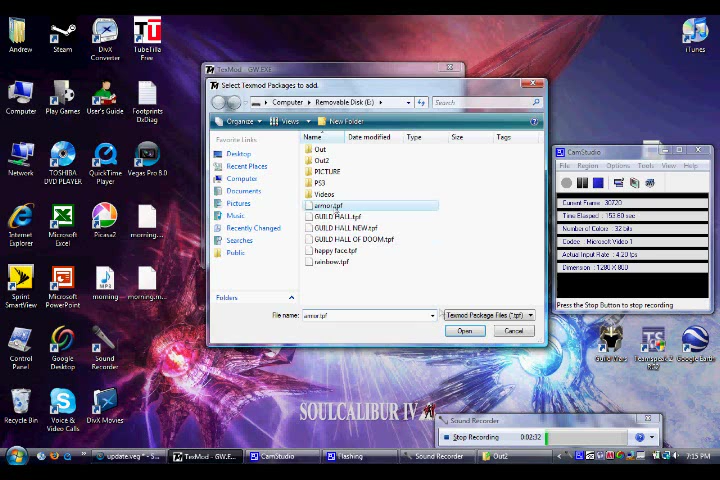 Andrew
Steam
DivX Converter
TubeTilla Free
iTunes
Computer
Play Games
User's Guide
Footprints DxDiag
Network
TOSHIBA DVD PLAYER
QuickTime Player
Vegas Pro 8.0
Internet Explorer
Microsoft Excel
Picasa2
morning....
Sprint SmartView
Microsoft PowerPoint
morning
morning.m...
Control Panel
Google Desktop
Sound Recorder
Recycle Bin
Skype
Voice & Video Calls
DivX Movies
TexMod - GW.EXE
Select Texmod Packages to add.
Computer
Removable Disk (E:)
Search
Organize
Views
New Folder
Favorite Links
Name
Date modified
Type
Size
Tags
Desktop
Recent Places
Computer
Documents
Pictures
Music
Recently Changed
Searches
Public
Folders
Out
Out2
PICTURE
PS3
Videos
armor.tpf
GUILD HALL.tpf
GUILD HALL NEW.tpf
GUILD HALL OF DOOM.tpf
happy face.tpf
rainbow.tpf
File name:
armor.tpf
Texmod Package Files (*.tpf)
Open
Cancel
CamStudio
File Region Options Tools View Help
Current Frame : 30720
Time Elapsed : 153.60 sec
Number of Colors : 32 bits
Codec : Microsoft Video 1
Actual Input Rate : 4.20 fps
Dimension : 1280 X 800
Press the Stop Button to stop recording
Guild Wars
Teamspeak 2 RC2
Google Earth
SOULCALIBUR IV
Sound Recorder
Stop Recording
0:02:32
update.veg * - S...
TexMod - GW.E...
CamStudio
Flashing
Sound Recorder
Out2
7:15 PM